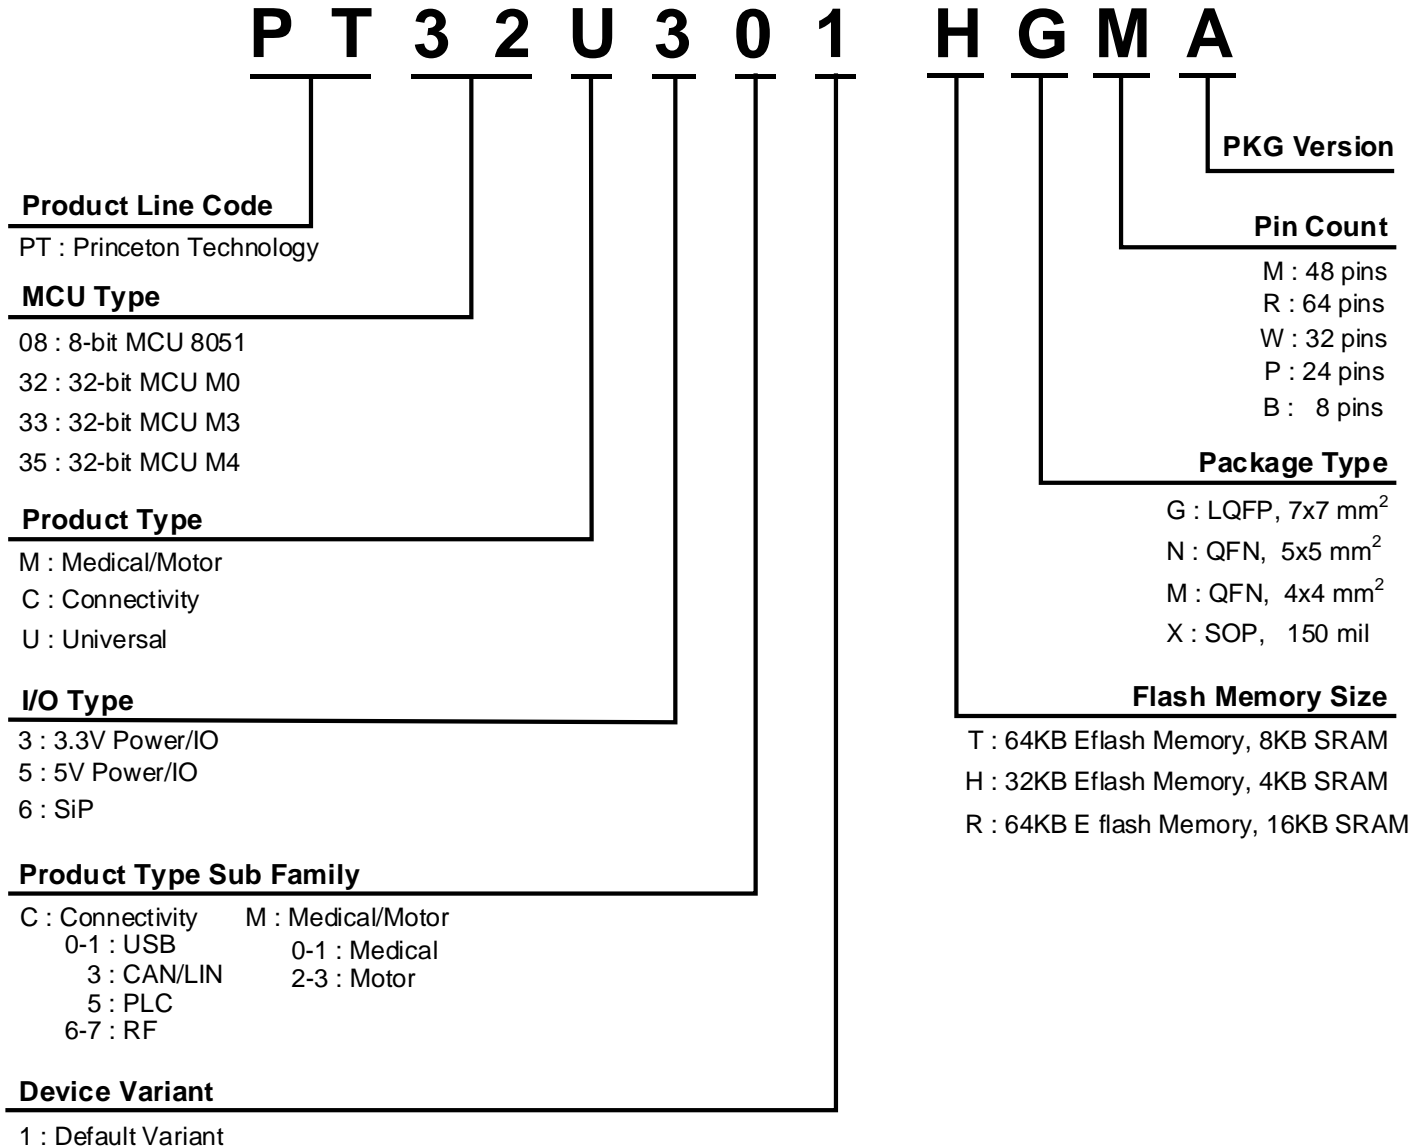 P T 3 2 U 3 0 1 H G M A
PKG Version
Product Line Code
PT : Princeton Technology
MCU Type
08 : 8-bit MCU 8051
32 : 32-bit MCU M0
33 : 32-bit MCU M3
35 : 32-bit MCU M4
Product Type
M : Medical/Motor
C : Connectivity
U : Universal
I/O Type
3 : 3.3V Power/IO
5 : 5V Power/IO
6 : SiP
Product Type Sub Family
C : Connectivity
0-1 : USB
3 : CAN/LIN
5 : PLC
6-7 : RF
M : Medical/Motor
0-1 : Medical
2-3 : Motor
Device Variant
1 : Default Variant
Pin Count
M : 48 pins
R : 64 pins
W : 32 pins
P : 24 pins
B : 8 pins
Package Type
G : LQFP, 7x7 mm²
N : QFN, 5x5 mm²
M : QFN, 4x4 mm²
X : SOP, 150 mil
Flash Memory Size
T : 64KB Eflash Memory, 8KB SRAM
H : 32KB Eflash Memory, 4KB SRAM
R : 64KB E flash Memory, 16KB SRAM